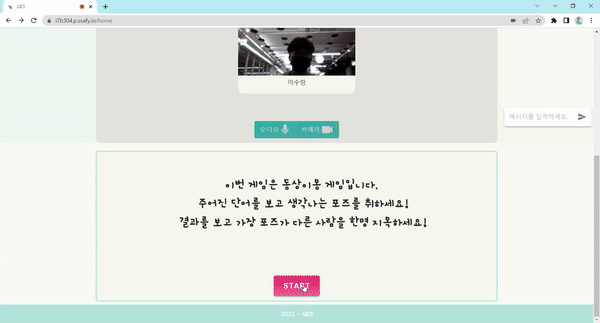 UCI
i7b304.p.ssafy.io/home
이수랑
오디오
카메라
메시지를 입력하세요.
이번 게임은 동상이몽 게임입니다.
주어진 단어를 보고 생각나는 포즈를 취하세요!
결과를 보고 가장 포즈가 다른 사람을 한명 지목하세요!
START
2022 — UCI